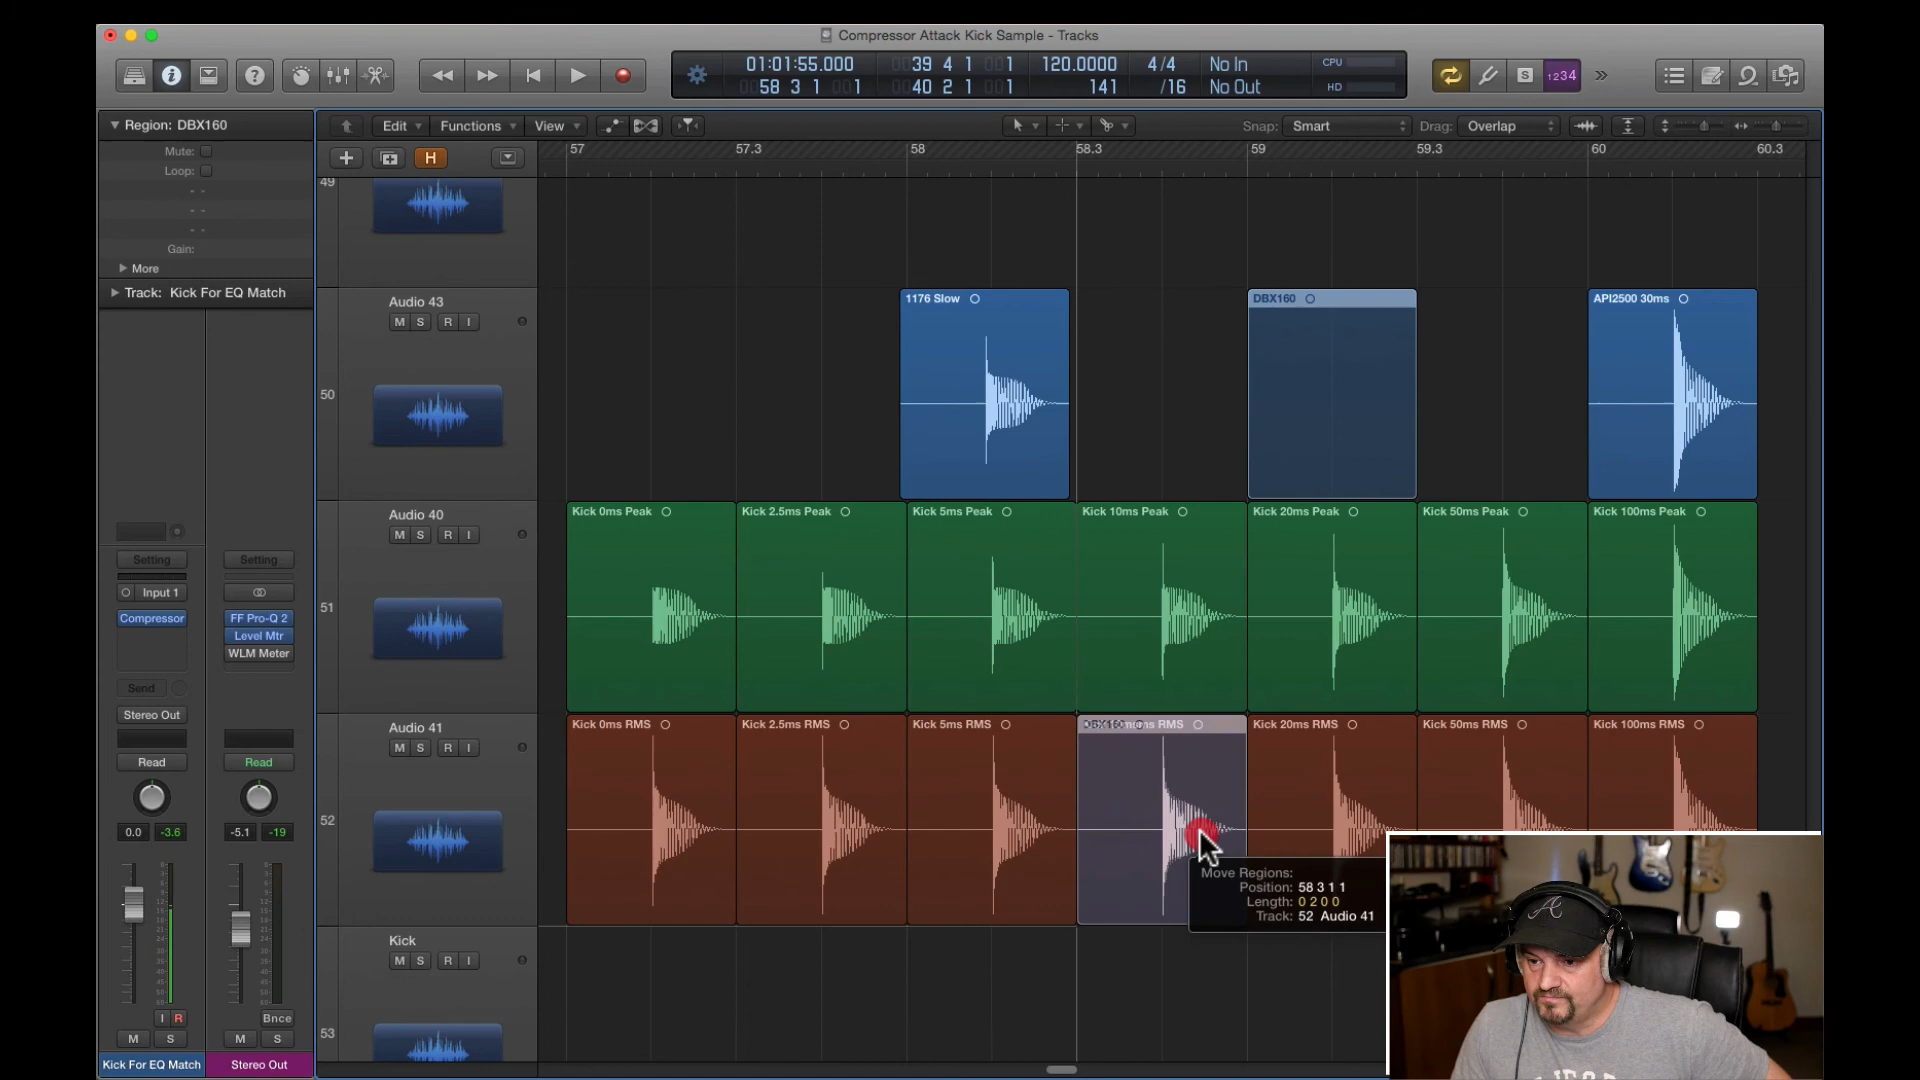 Compressor Attack Kick Sample - Tracks
01:01:55.000
58 3 1 1
39 4 1 1
40 2 1 1
120.0000
141
4/4
/16
No In
No Out
CPU
HD
S
1234
Region: DBX160
Mute:
Loop:
Gain:
More
Track: Kick For EQ Match
Edit
Functions
View
Snap: Smart
Drag: Overlap
H
57
57.3
58
58.3
59
59.3
60
60.3
49
Audio 43
M S R I
50
1176 Slow
DBX160
API2500 30ms
Audio 40
M S R I
51
Kick 0ms Peak
Kick 2.5ms Peak
Kick 5ms Peak
Kick 10ms Peak
Kick 20ms Peak
Kick 50ms Peak
Kick 100ms Peak
Audio 41
M S R I
52
Kick 0ms RMS
Kick 2.5ms RMS
Kick 5ms RMS
RMS
Kick 20ms RMS
Kick 50ms RMS
Kick 100ms RMS
Move Regions:
Position: 58 3 1 1
Length: 0 2 0 0
Track: 52 Audio 41
Kick
M S R I
53
Setting
Setting
Input 1
Compressor
FF Pro-Q 2
Level Mtr
WLM Meter
Send
Stereo Out
Read
Read
0.0
-3.6
-5.1
-19
I R
Bnce
M S
M S
Kick For EQ Match
Stereo Out